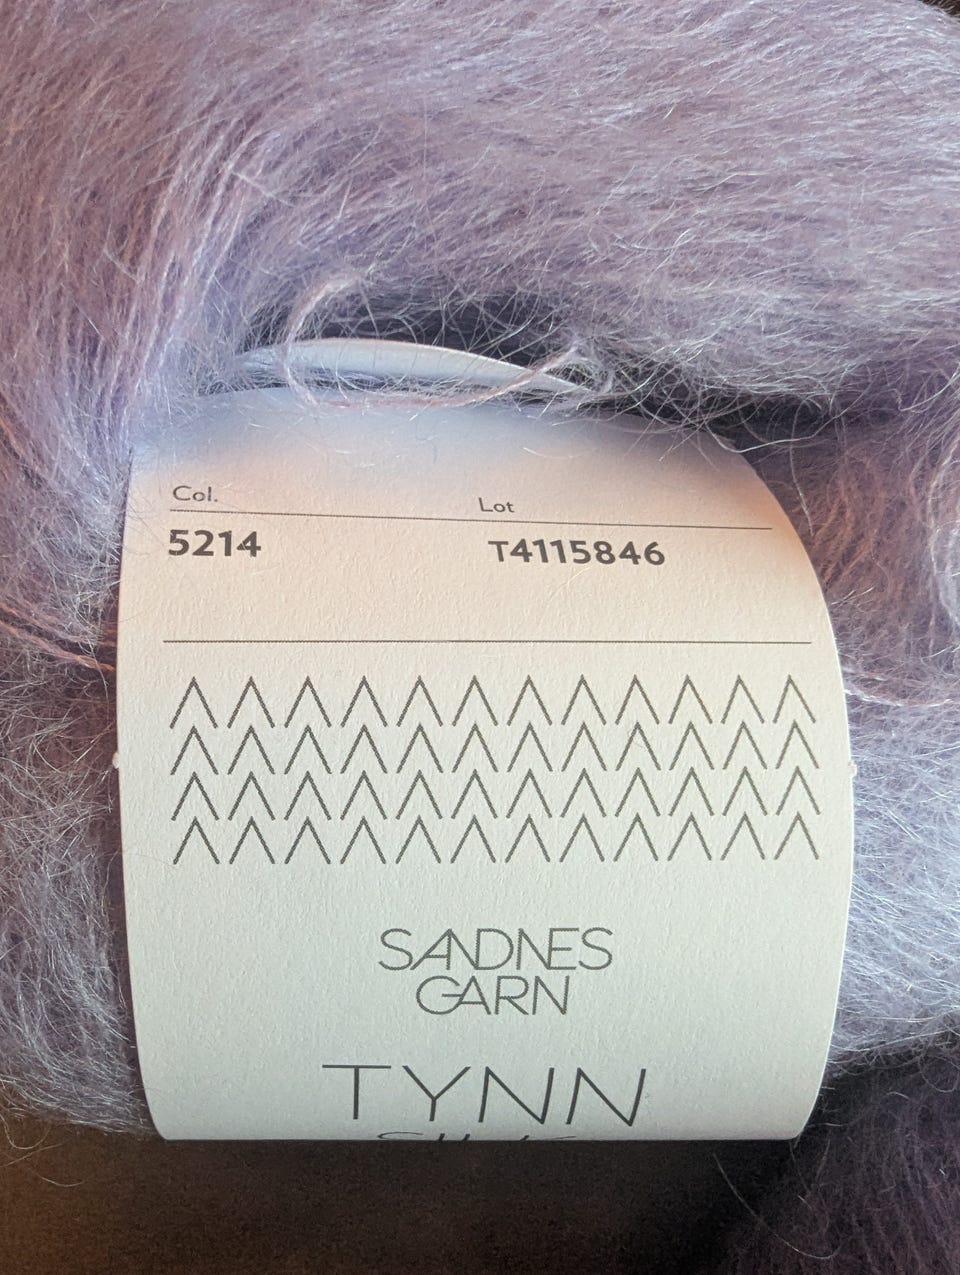 Col. Lot
5214 T4115846
SANDNES
GARN
TYNN